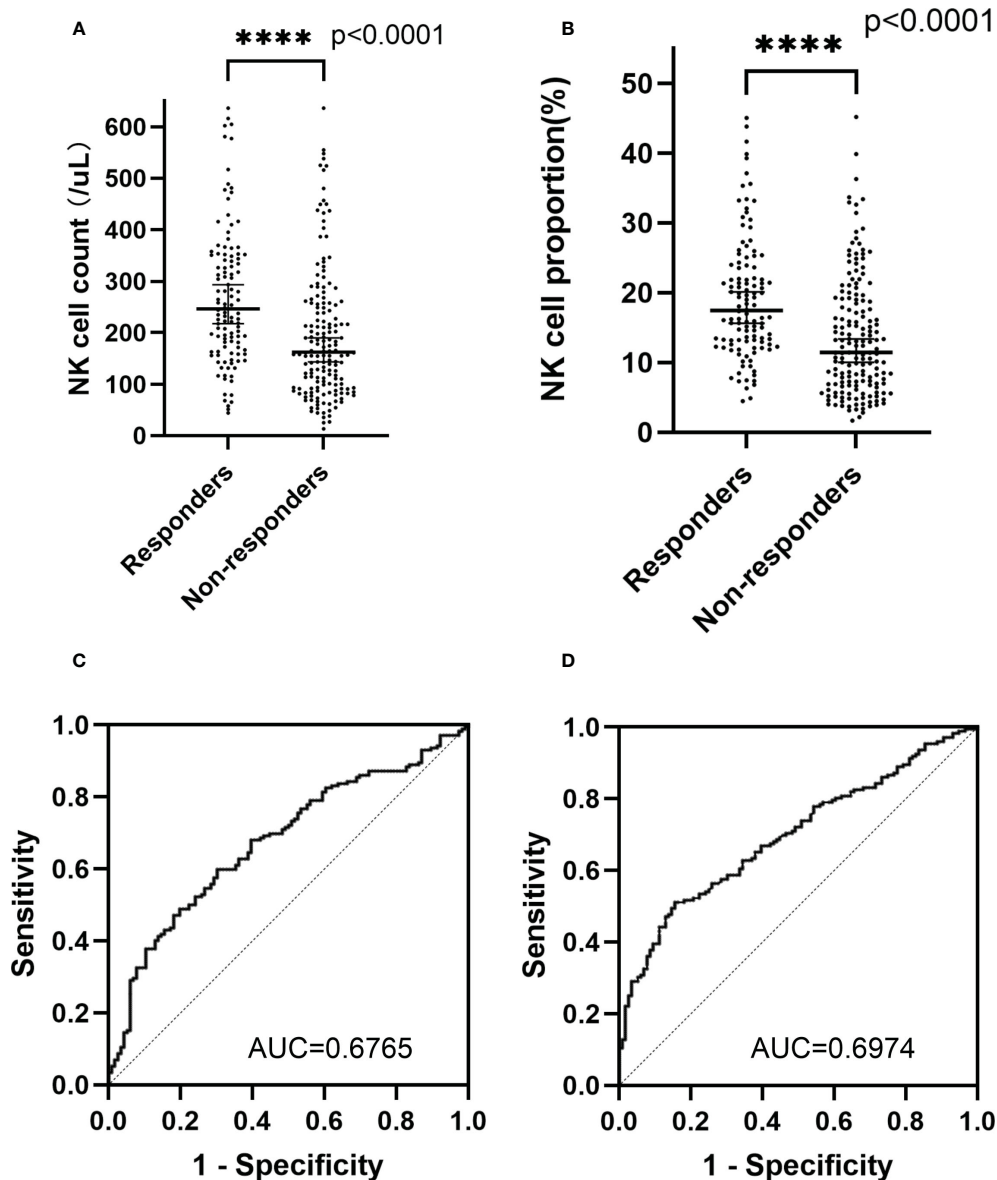 A
**** p<0.0001
NK cell count (/uL)
600
500
400
300
200
100
0
Responders
Non-responders
B
**** p<0.0001
NK cell proportion(%)
50
40
30
20
10
0
Responders
Non-responders
C
Sensitivity
1.0
0.8
0.6
0.4
0.2
0.0
AUC=0.6765
0.0 0.2 0.4 0.6 0.8 1.0
1 - Specificity
D
Sensitivity
1.0
0.8
0.6
0.4
0.2
0.0
AUC=0.6974
0.0 0.2 0.4 0.6 0.8 1.0
1 - Specificity